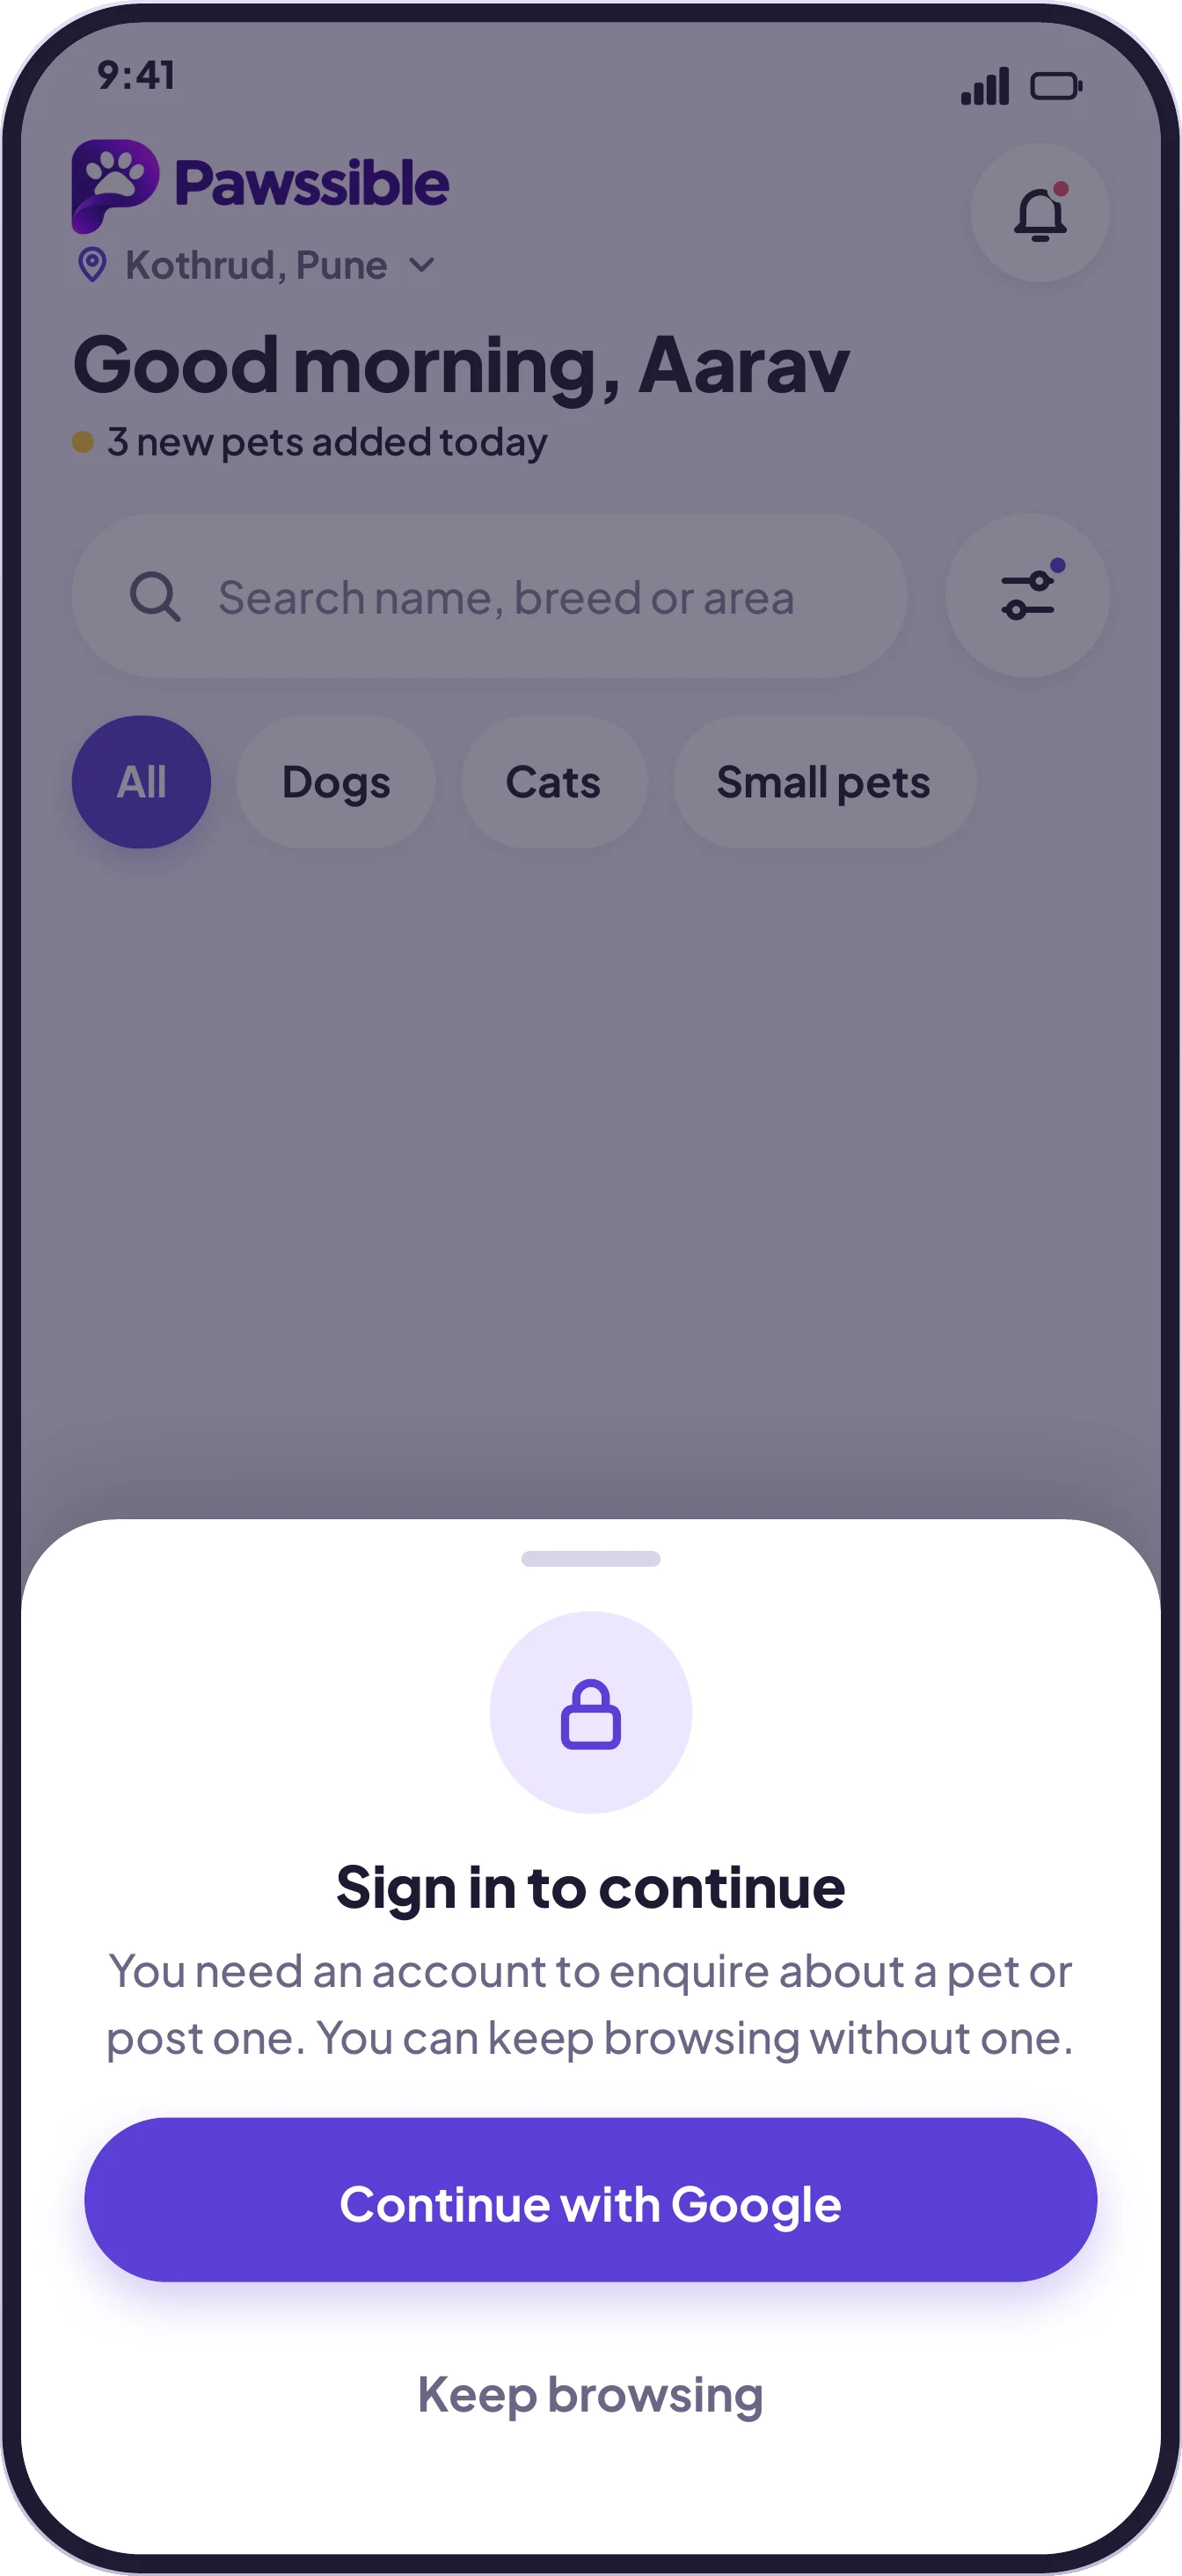 9:41
Pawssible
Kothrud, Pune
Good morning, Aarav
3 new pets added today
Search name, breed or area
All Dogs Cats Small pets
Sign in to continue
You need an account to enquire about a pet or
post one. You can keep browsing without one.
Continue with Google
Keep browsing